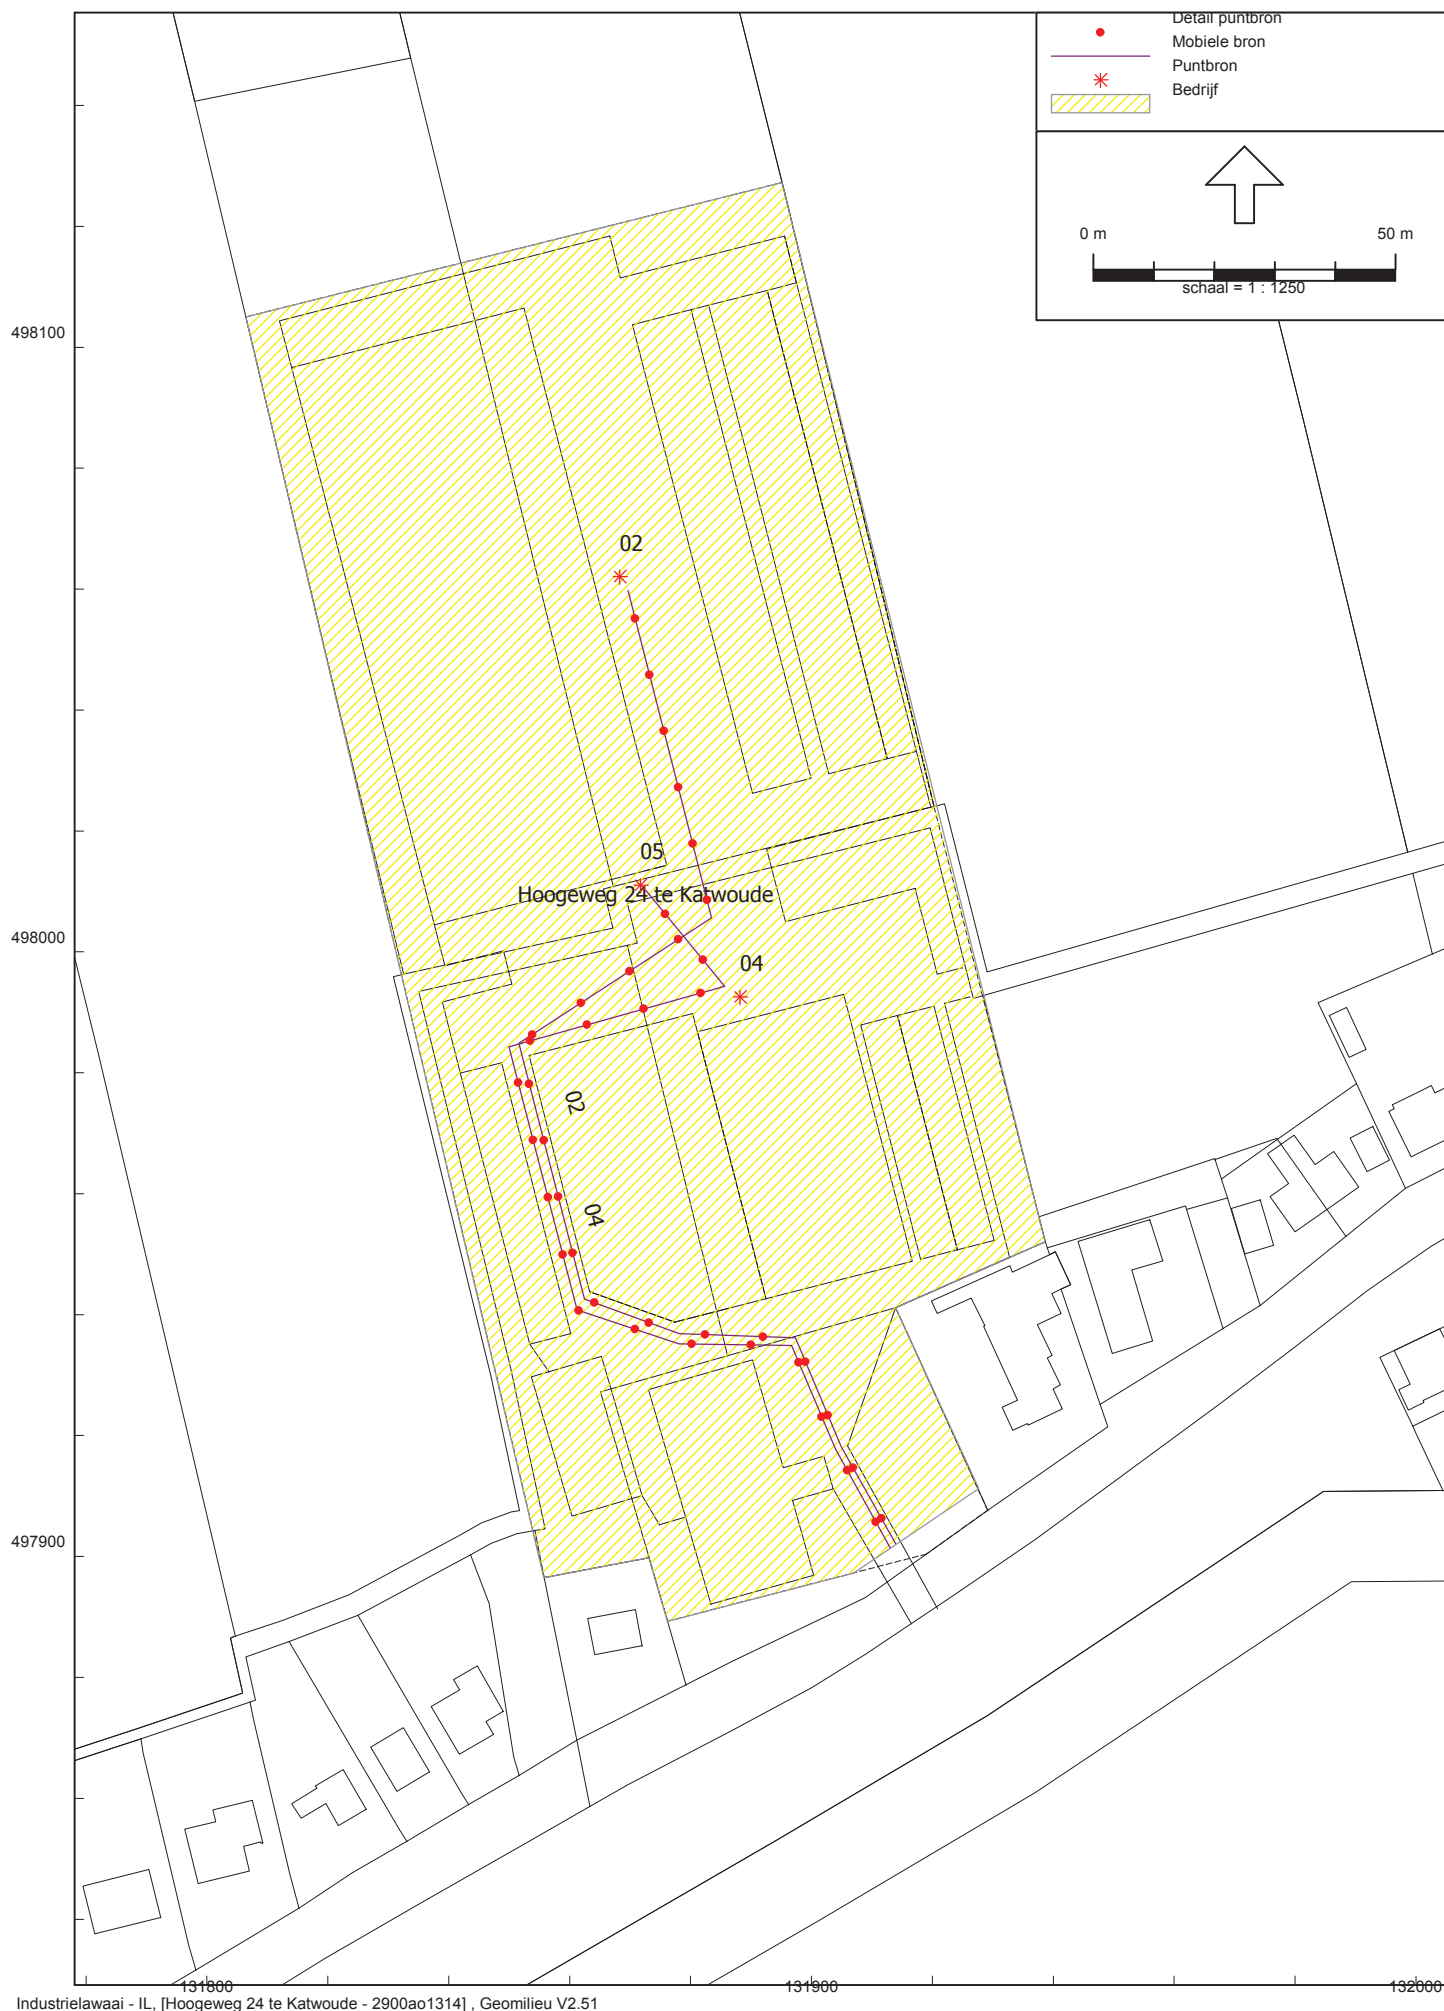 Detail puntbron
Mobiele bron
Puntbron
Bedrijf
0 m
50 m
schaal = 1 : 1250
498100
02
05
Hoogeweg 24 te Katwoude
498000
04
02
04
497900
131800
131900
132000
Industrielawaai - IL, [Hoogeweg 24 te Katwoude - 2900ao1314] , Geomilieu V2.51